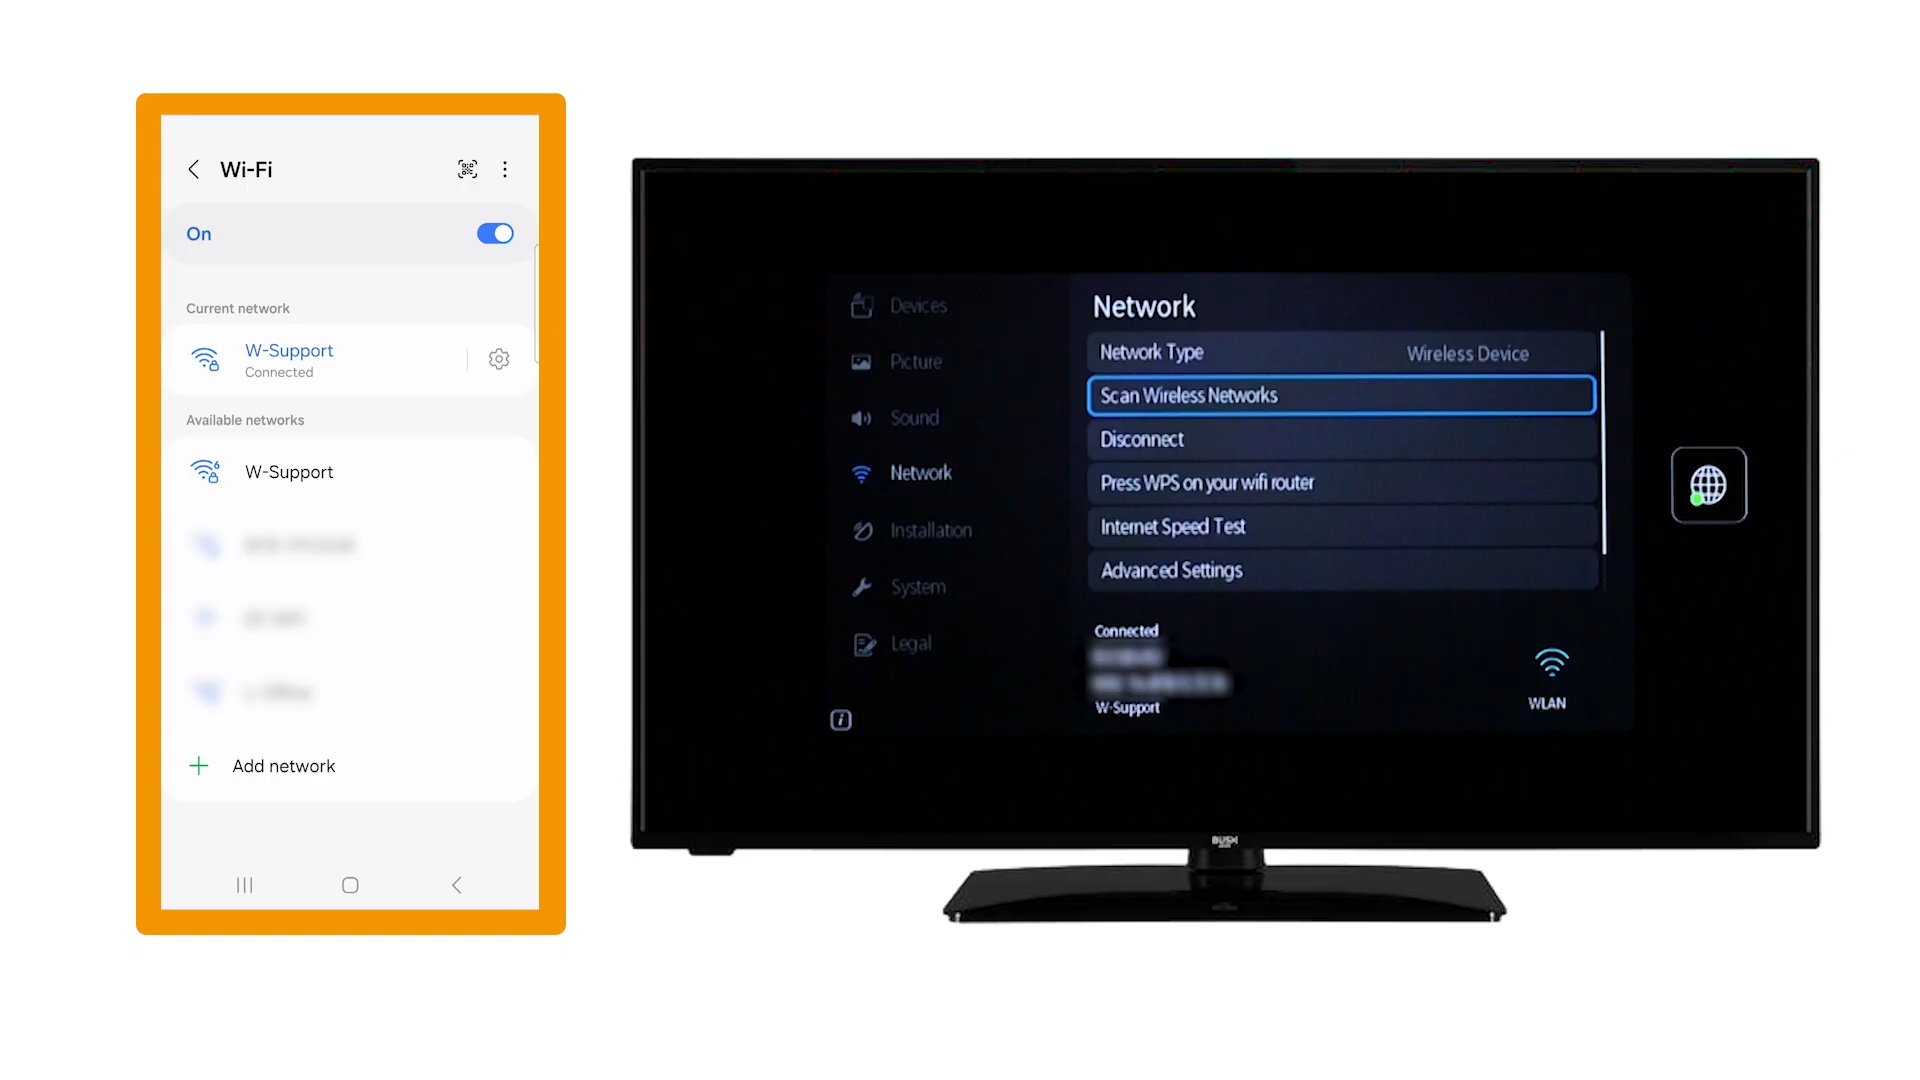 Wi-Fi
On
Current network
W-Support
Connected
Available networks
W-Support
6
Add network
Devices
Picture
Sound
Network
Installation
System
Legal
Network
Network Type Wireless Device
Scan Wireless Networks
Disconnect
Press WPS on your wifi router
Internet Speed Test
Advanced Settings
Connected
W-Support
WLAN
BUSH